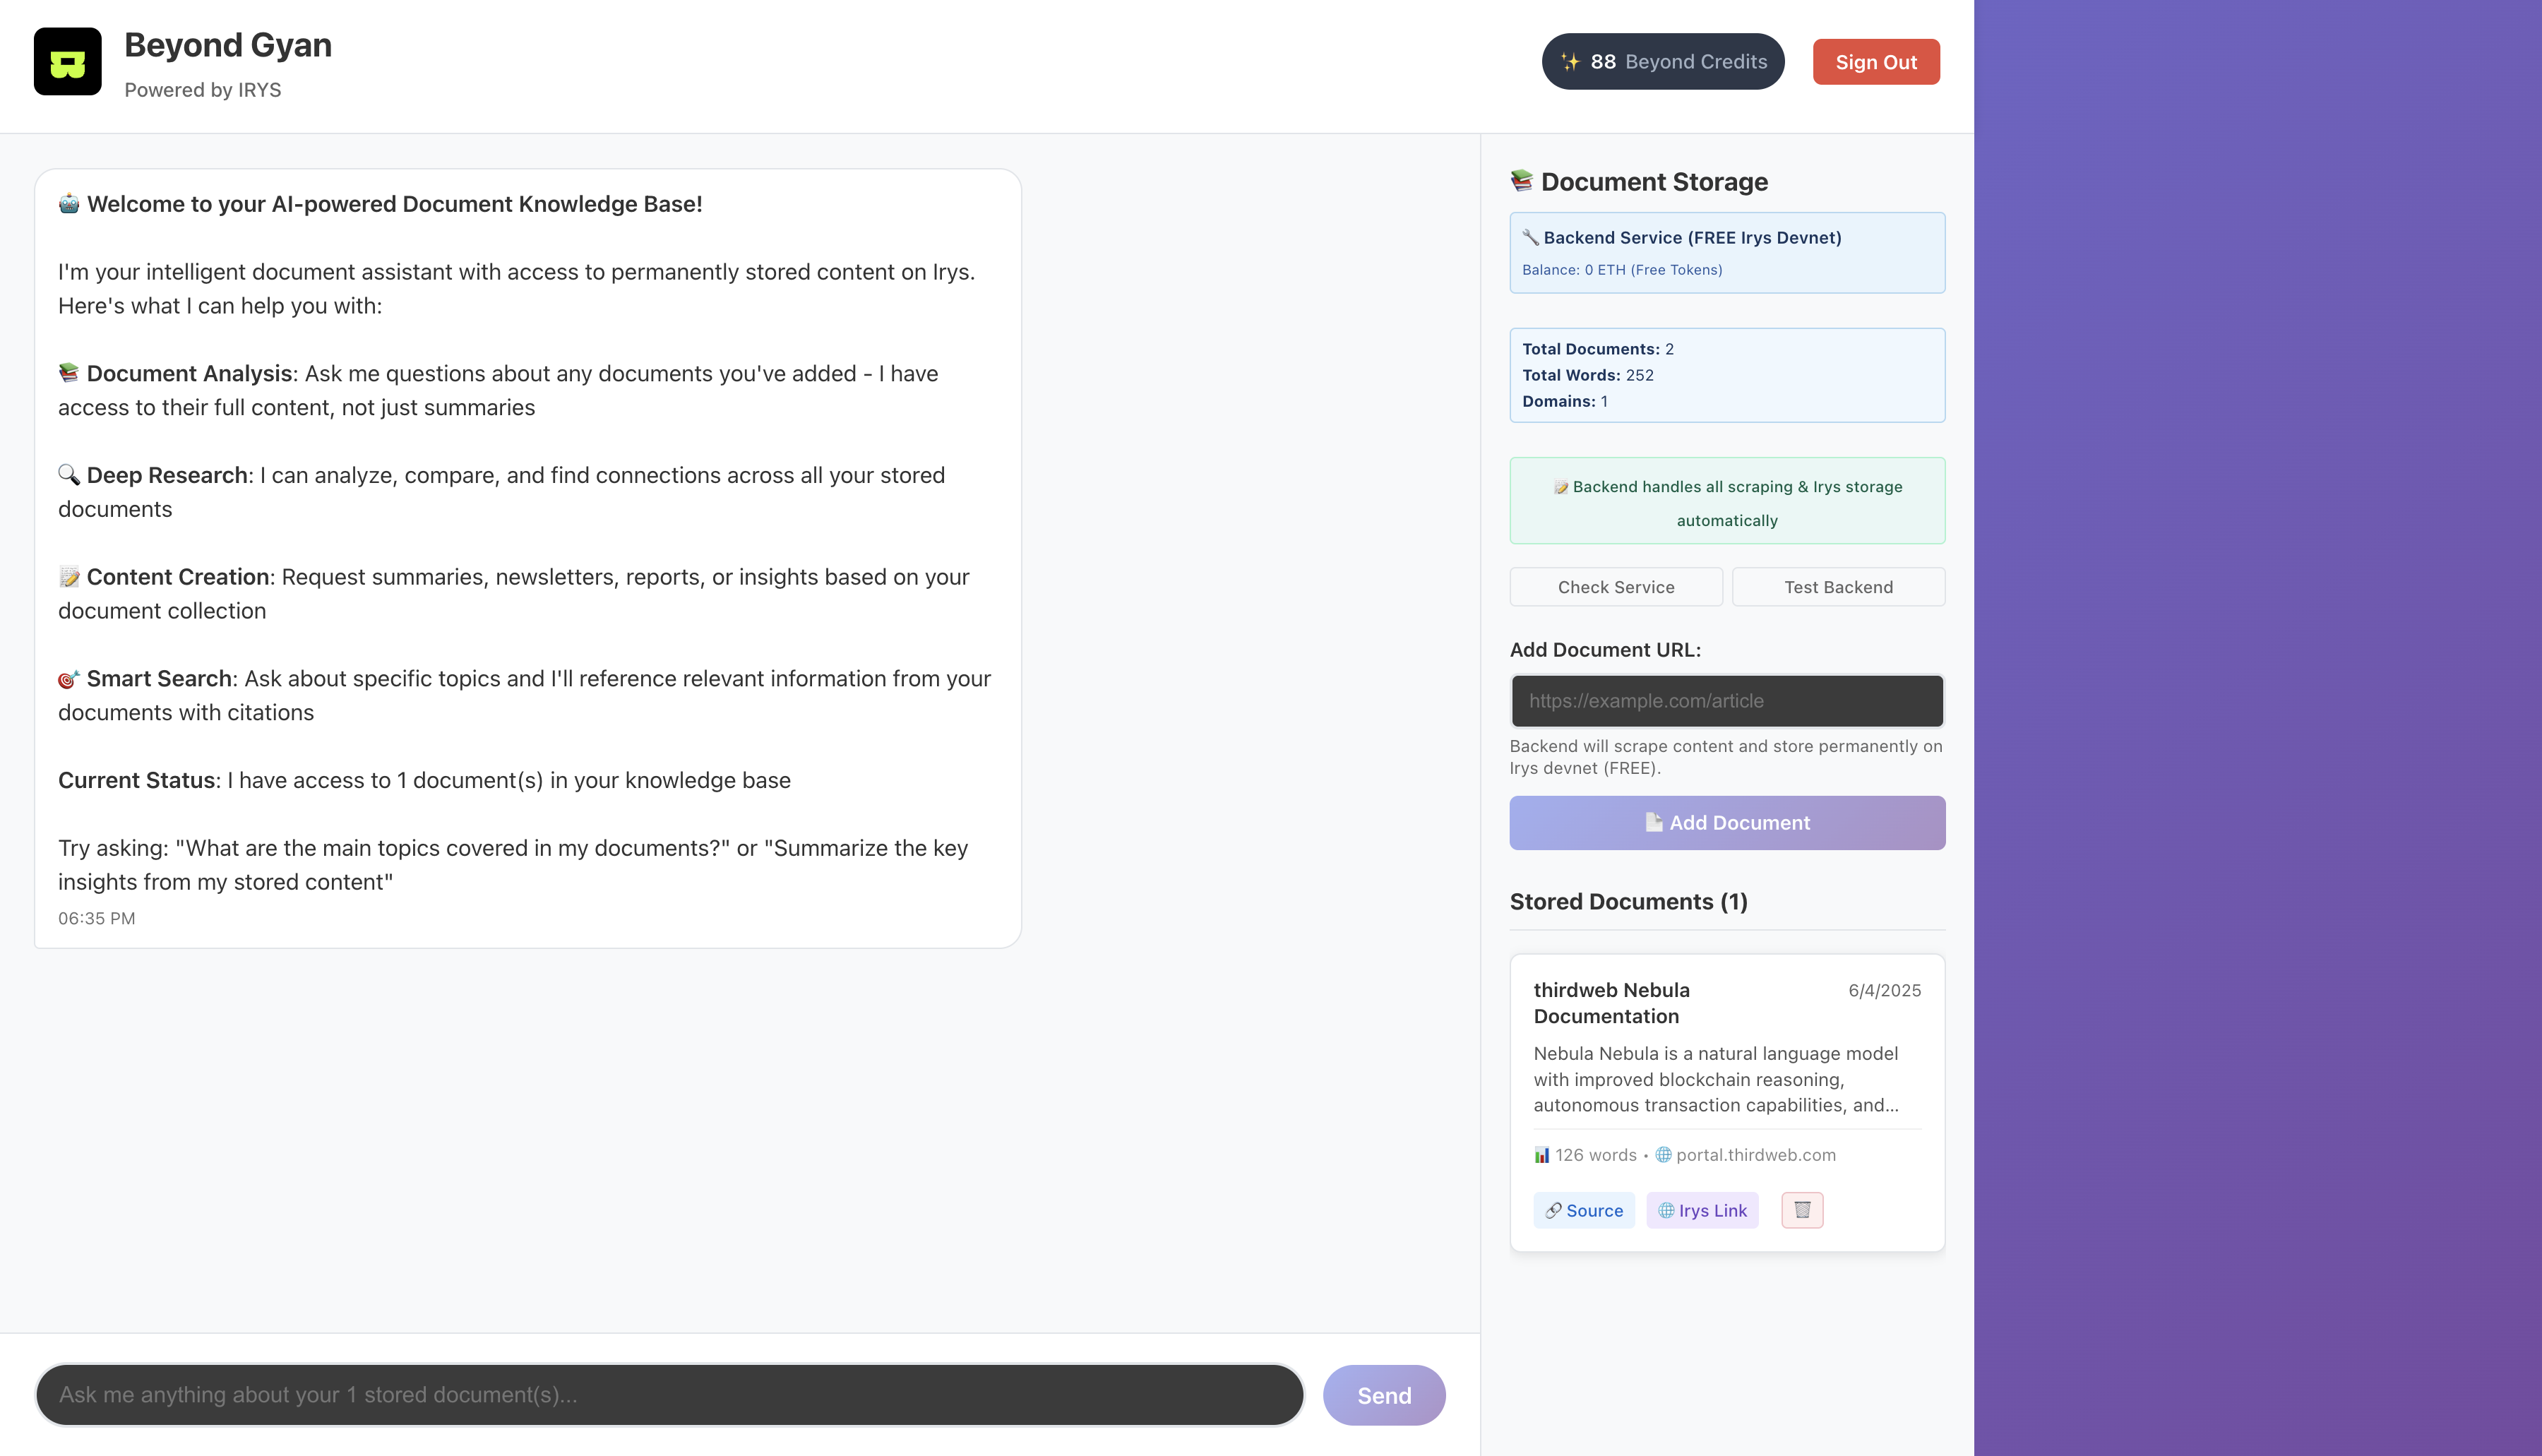 Beyond Gyan
Powered by IRYS
✨ 88 Beyond Credits
Sign Out
🤖 Welcome to your AI-powered Document Knowledge Base!
I'm your intelligent document assistant with access to permanently stored content on Irys.
Here's what I can help you with:
📚 Document Analysis: Ask me questions about any documents you've added - I have
access to their full content, not just summaries
🔍 Deep Research: I can analyze, compare, and find connections across all your stored
documents
📝 Content Creation: Request summaries, newsletters, reports, or insights based on your
document collection
🎯 Smart Search: Ask about specific topics and I'll reference relevant information from your
documents with citations
Current Status: I have access to 1 document(s) in your knowledge base
Try asking: "What are the main topics covered in my documents?" or "Summarize the key
insights from my stored content"
06:35 PM
Ask me anything about your 1 stored document(s)...
Send
📚 Document Storage
🔧 Backend Service (FREE Irys Devnet)
Balance: 0 ETH (Free Tokens)
Total Documents: 2
Total Words: 252
Domains: 1
📝 Backend handles all scraping & Irys storage
automatically
Check Service
Test Backend
Add Document URL:
https://example.com/article
Backend will scrape content and store permanently on
Irys devnet (FREE).
📄 Add Document
Stored Documents (1)
thirdweb Nebula
Documentation
6/4/2025
Nebula Nebula is a natural language model
with improved blockchain reasoning,
autonomous transaction capabilities, and...
📊 126 words • 🌐 portal.thirdweb.com
🔗 Source
🌐 Irys Link
🗑️